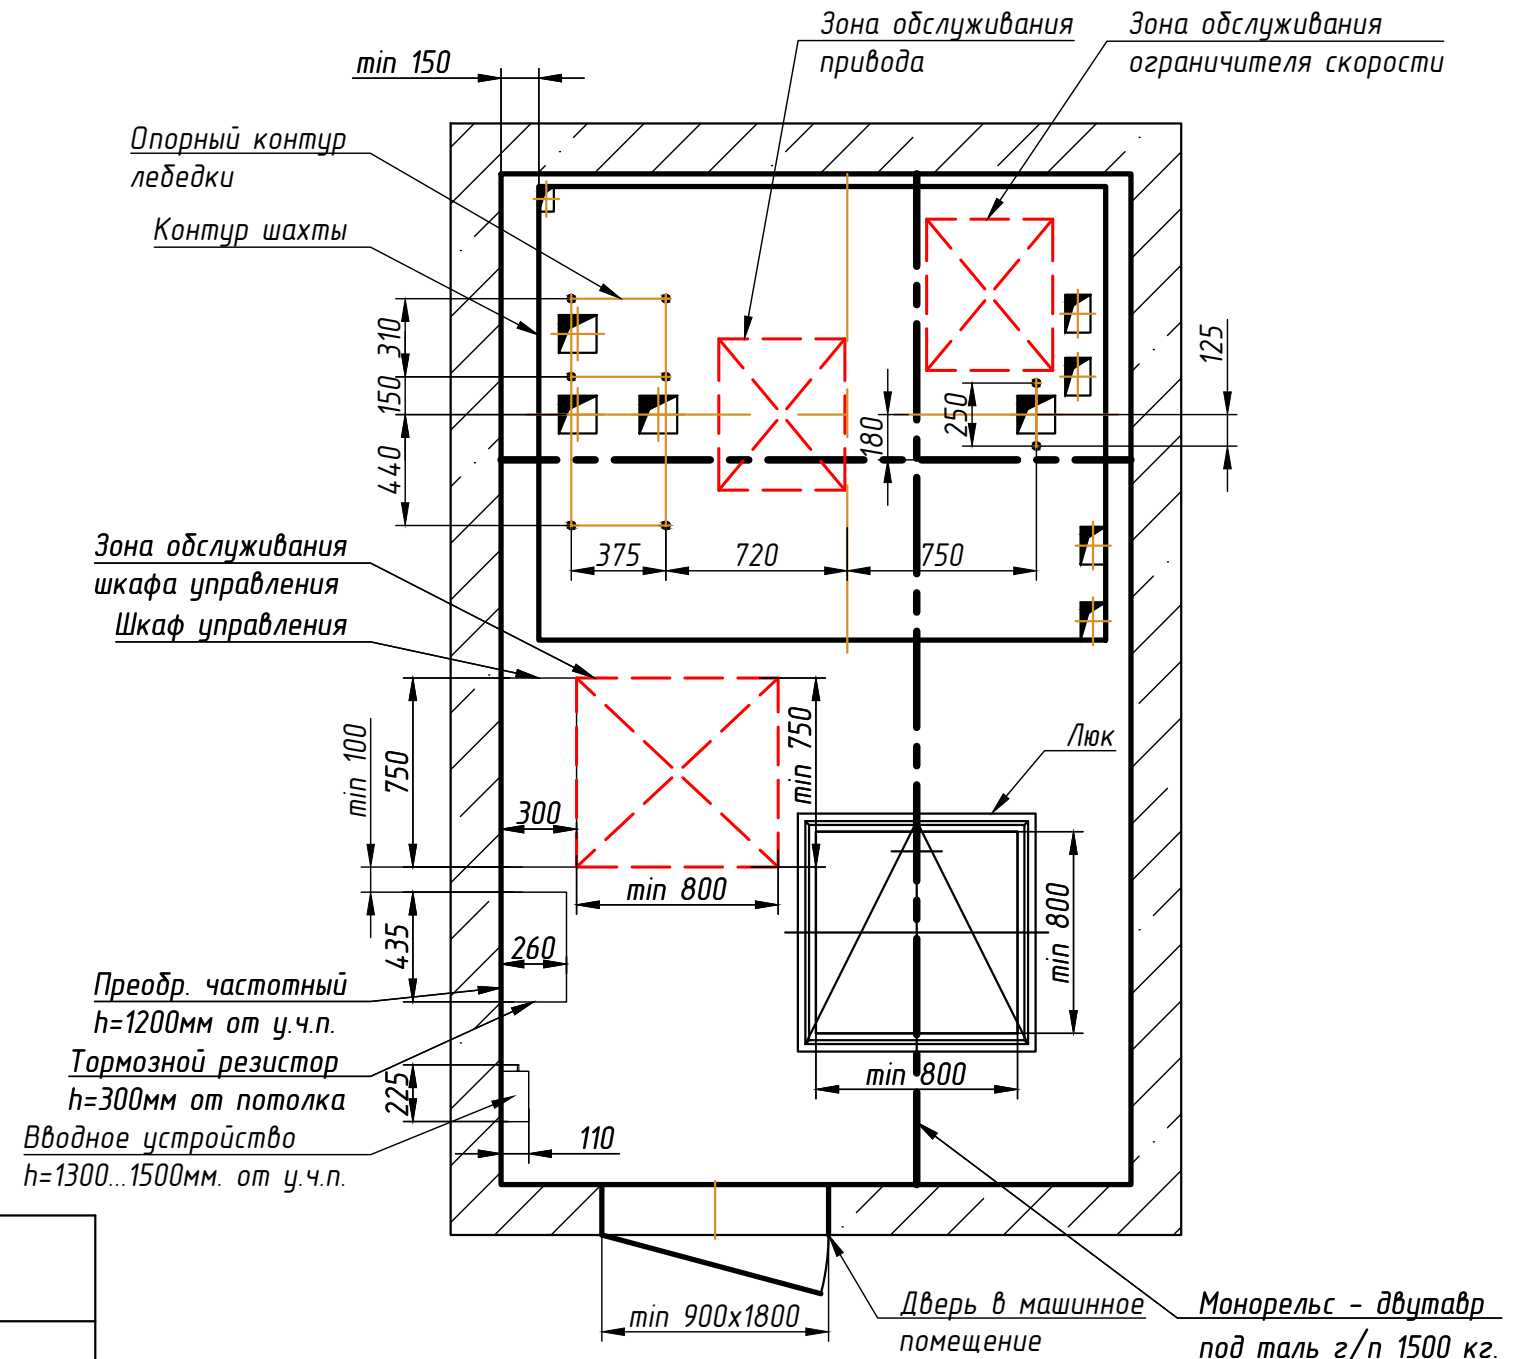 Зона обслуживания
привода
Зона обслуживания
ограничителя скорости
min 150
Опорный контур
лебедки
Контур шахты
310
150
440
125
250
180
375
720
750
Зона обслуживания
шкафа управления
Шкаф управления
min 100
750
300
min 750
min 800
Люк
min 800
min 800
435
260
Преобр. частотный
h=1200мм от у.ч.п.
Тормозной резистор
h=300мм от потолка
225
Вводное устройство
h=1300...1500мм. от у.ч.п.
110
min 900x1800
Дверь в машинное
помещение
Монорельс - двутавр
под таль г/п 1500 кг.